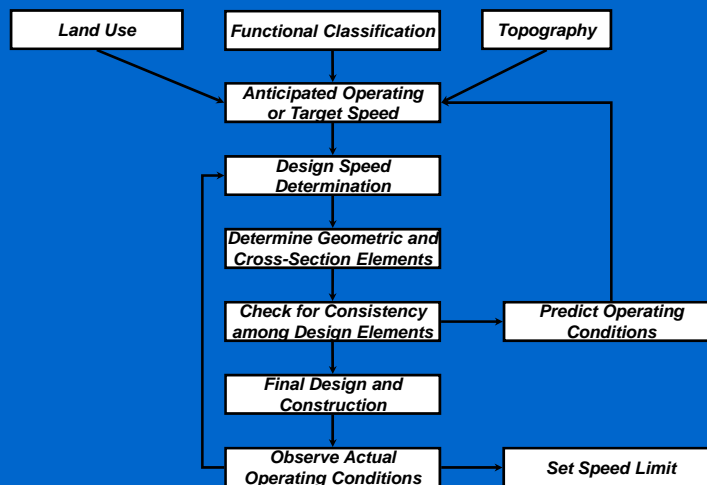 Land Use
Functional Classification
Topography
Anticipated Operating
or Target Speed
Design Speed
Determination
Determine Geometric and
Cross-Section Elements
Check for Consistency
among Design Elements
Predict Operating
Conditions
Final Design and
Construction
Observe Actual
Operating Conditions
Set Speed Limit